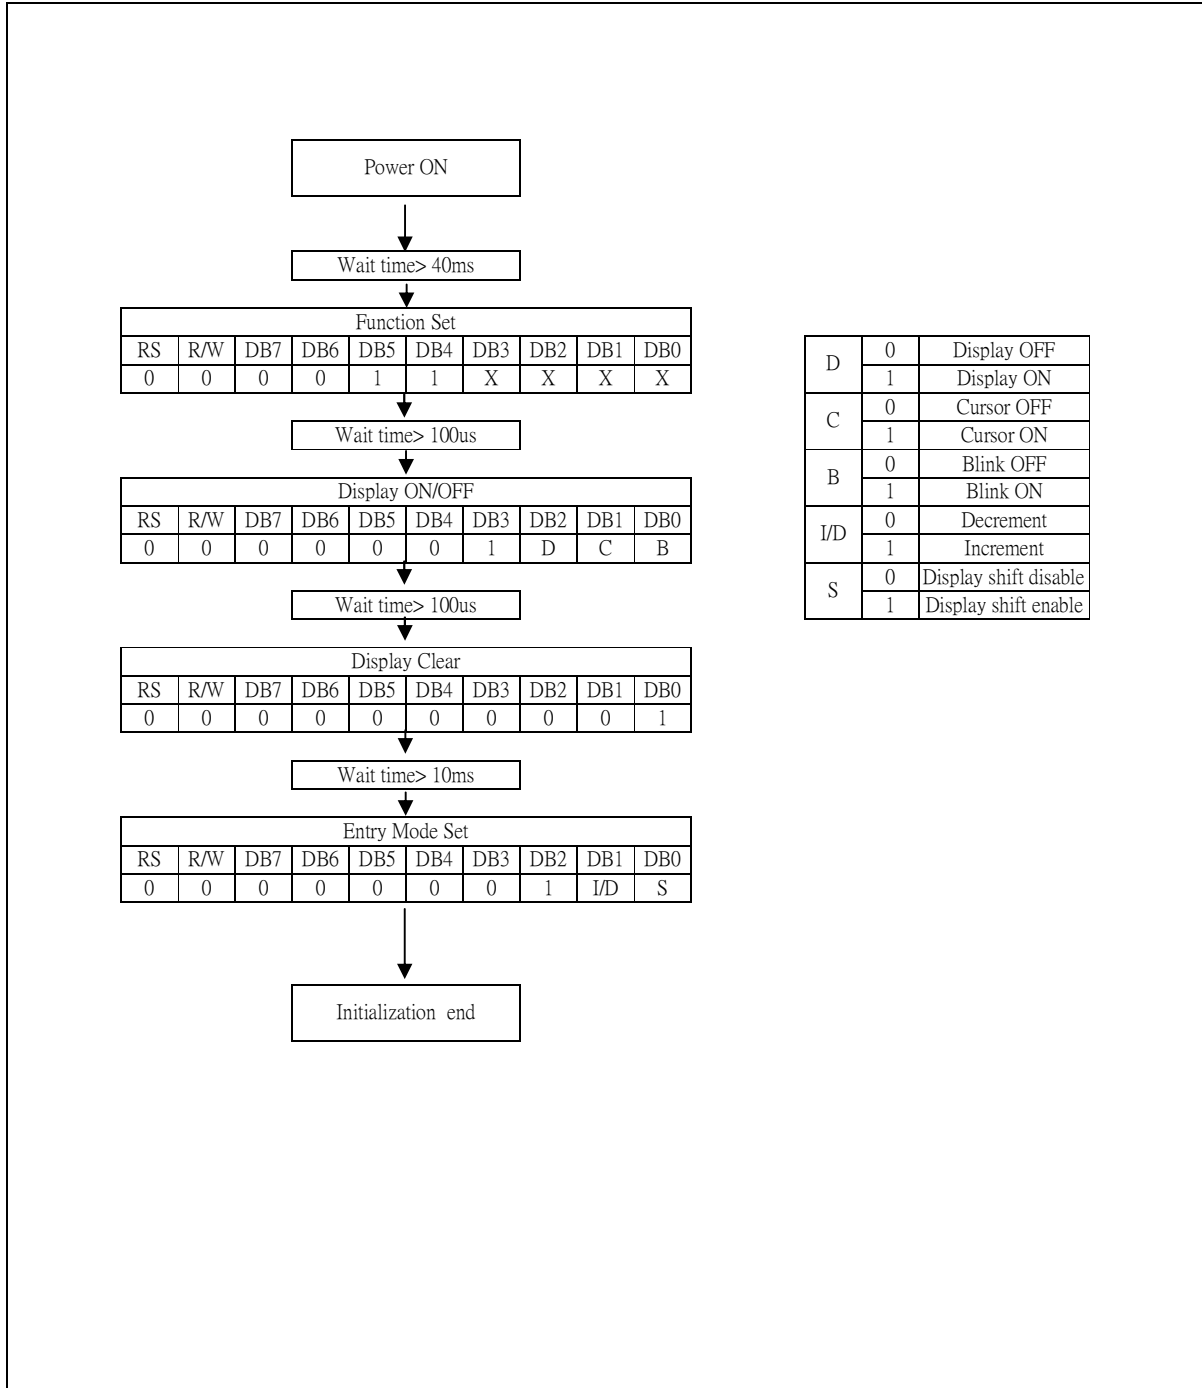 Power ON
Wait time> 40ms
Function Set
RS R/W DB7 DB6 DB5 DB4 DB3 DB2 DB1 DB0
0 0 0 0 1 1 X X X X
Wait time> 100us
Display ON/OFF
RS R/W DB7 DB6 DB5 DB4 DB3 DB2 DB1 DB0
0 0 0 0 0 0 1 D C B
Wait time> 100us
Display Clear
RS R/W DB7 DB6 DB5 DB4 DB3 DB2 DB1 DB0
0 0 0 0 0 0 0 0 0 1
Wait time> 10ms
Entry Mode Set
RS R/W DB7 DB6 DB5 DB4 DB3 DB2 DB1 DB0
0 0 0 0 0 0 0 1 I/D S
Initialization end
D
0 Display OFF
1 Display ON
C
0 Cursor OFF
1 Cursor ON
B
0 Blink OFF
1 Blink ON
I/D
0 Decrement
1 Increment
S
0 Display shift disable
1 Display shift enable